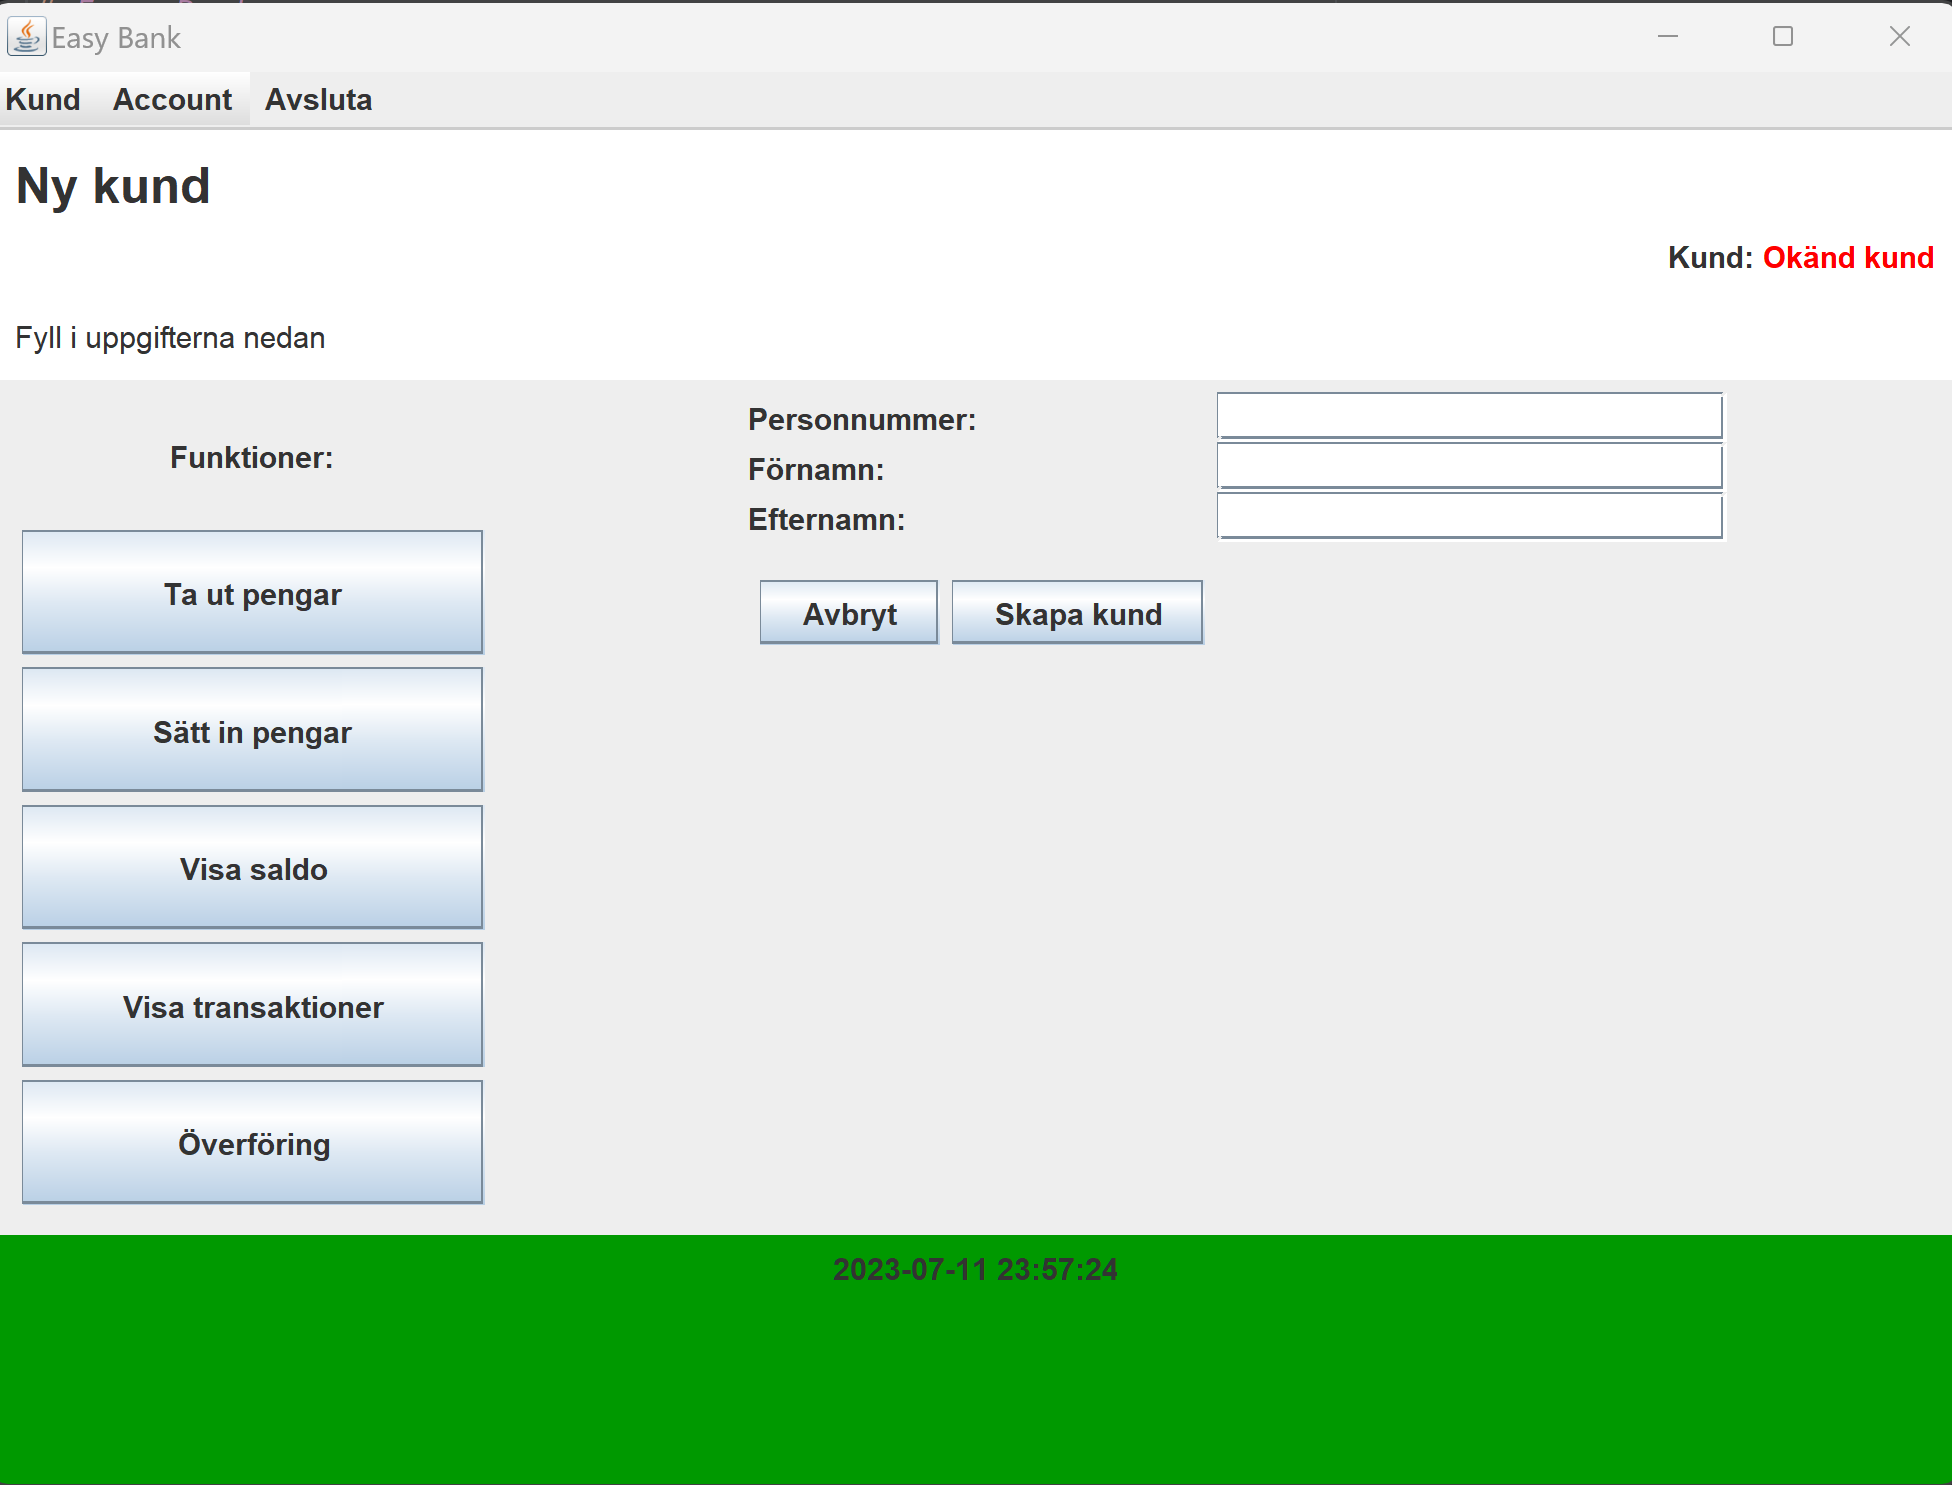 Easy Bank
Kund Account Avsluta
Ny kund
Kund: Okänd kund
Fyll i uppgifterna nedan
Funktioner:
Ta ut pengar
Sätt in pengar
Visa saldo
Visa transaktioner
Överföring
Personnummer:
Förnamn:
Efternamn:
Avbryt Skapa kund
2023-07-11 23:57:24